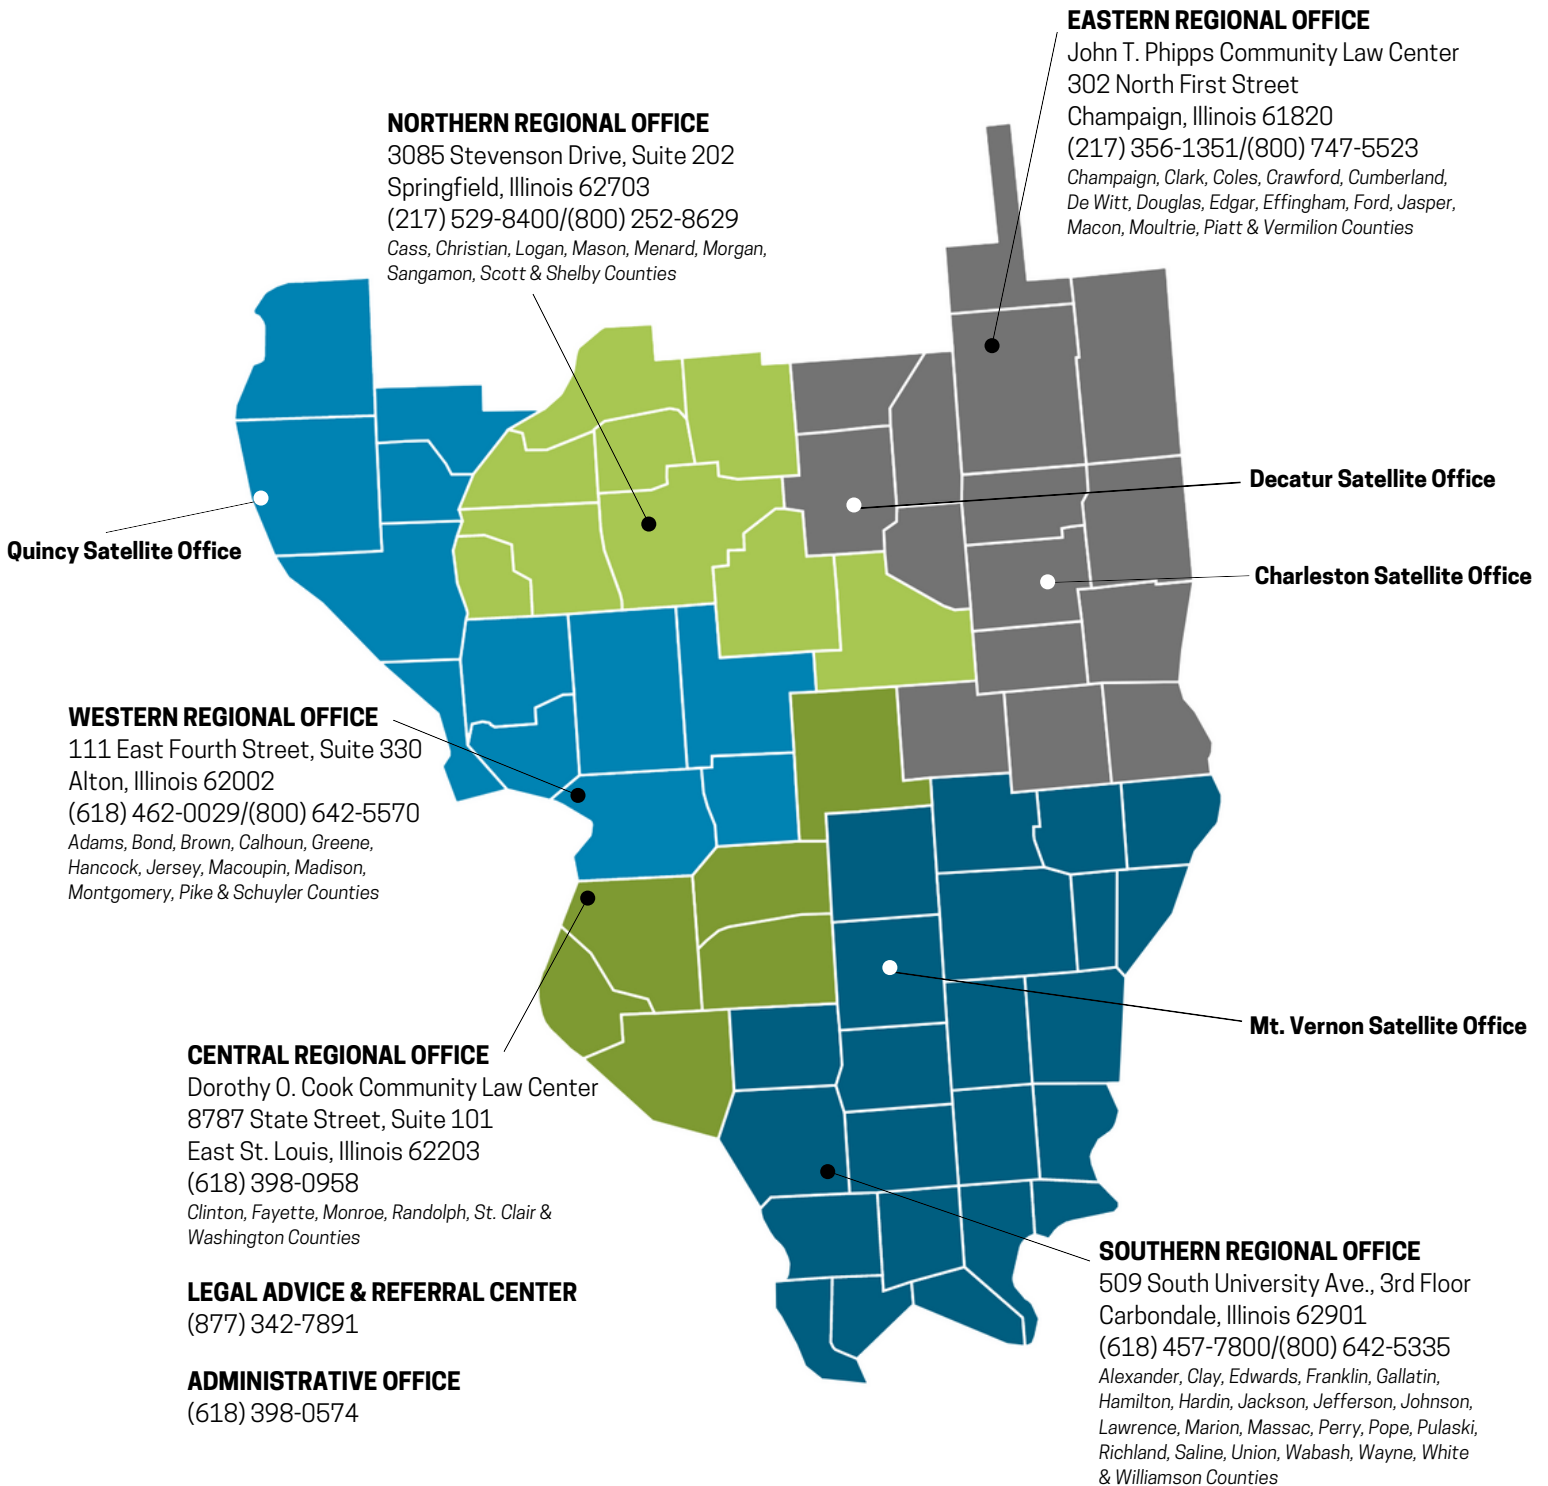 EASTERN REGIONAL OFFICE
John T. Phipps Community Law Center
302 North First Street
Champaign, Illinois 61820
(217) 356-1351/(800) 747-5523
Champaign, Clark, Coles, Crawford, Cumberland,
De Witt, Douglas, Edgar, Effingham, Ford, Jasper,
Macon, Moultrie, Piatt & Vermilion Counties
NORTHERN REGIONAL OFFICE
3085 Stevenson Drive, Suite 202
Springfield, Illinois 62703
(217) 529-8400/(800) 252-8629
Cass, Christian, Logan, Mason, Menard, Morgan,
Sangamon, Scott & Shelby Counties
Decatur Satellite Office
Quincy Satellite Office
Charleston Satellite Office
WESTERN REGIONAL OFFICE
111 East Fourth Street, Suite 330
Alton, Illinois 62002
(618) 462-0029/(800) 642-5570
Adams, Bond, Brown, Calhoun, Greene,
Hancock, Jersey, Macoupin, Madison,
Montgomery, Pike & Schuyler Counties
Mt. Vernon Satellite Office
CENTRAL REGIONAL OFFICE
Dorothy O. Cook Community Law Center
8787 State Street, Suite 101
East St. Louis, Illinois 62203
(618) 398-0958
Clinton, Fayette, Monroe, Randolph, St. Clair &
Washington Counties
LEGAL ADVICE & REFERRAL CENTER
(877) 342-7891
ADMINISTRATIVE OFFICE
(618) 398-0574
SOUTHERN REGIONAL OFFICE
509 South University Ave., 3rd Floor
Carbondale, Illinois 62901
(618) 457-7800/(800) 642-5335
Alexander, Clay, Edwards, Franklin, Gallatin,
Hamilton, Hardin, Jackson, Jefferson, Johnson,
Lawrence, Marion, Massac, Perry, Pope, Pulaski,
Richland, Saline, Union, Wabash, Wayne, White
& Williamson Counties